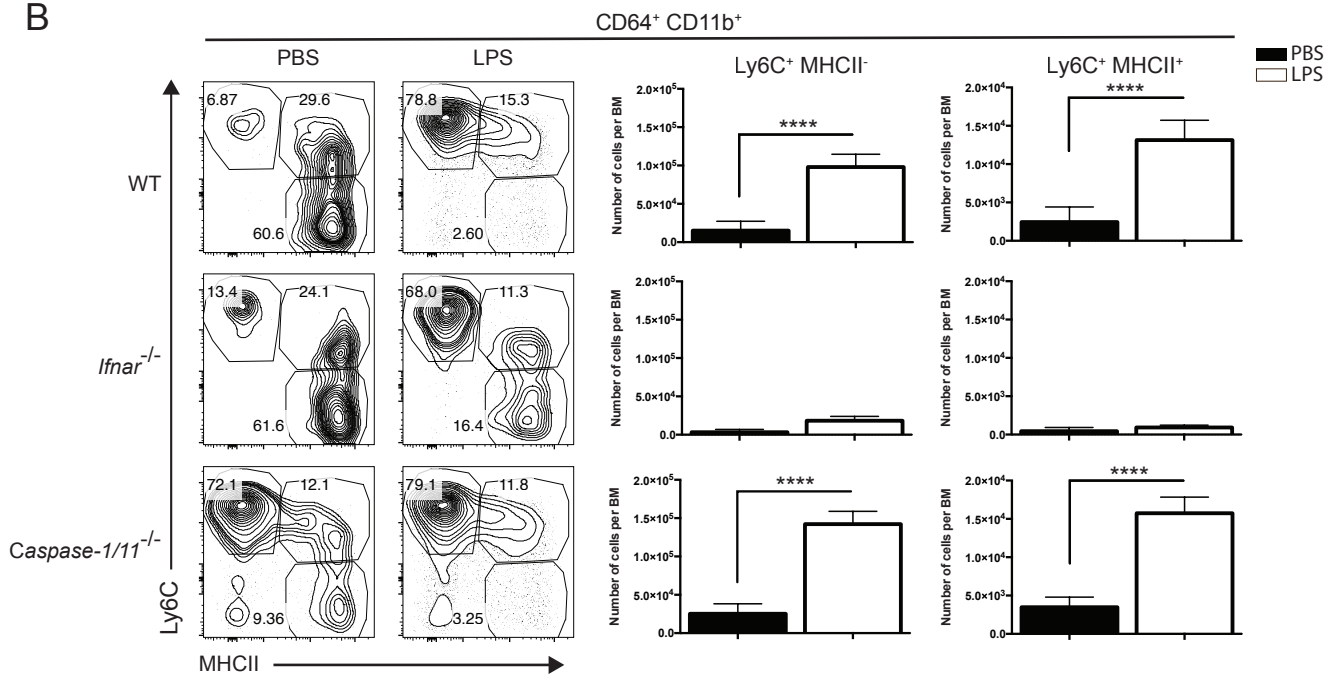 B
CD64⁺ CD11b⁺
PBS
LPS
Ly6C⁺ MHCII⁻
Ly6C⁺ MHCII⁺
PBS
LPS
WT
6.87
29.6
60.6
78.8
15.3
2.60
Number of cells per BM
2.0×10⁵
1.5×10⁵
1.0×10⁵
5.0×10⁴
0.0
****
Number of cells per BM
2.0×10⁴
1.5×10⁴
1.0×10⁴
5.0×10³
0.0
****
Ifnar⁻/⁻
13.4
24.1
61.6
68.0
11.3
16.4
Number of cells per BM
2.0×10⁵
1.5×10⁵
1.0×10⁵
5.0×10⁴
0.0
Number of cells per BM
2.0×10⁴
1.5×10⁴
1.0×10⁴
5.0×10³
0.0
Caspase-1/11⁻/⁻
72.1
12.1
9.36
79.1
11.8
3.25
Number of cells per BM
2.0×10⁵
1.5×10⁵
1.0×10⁵
5.0×10⁴
0.0
****
Number of cells per BM
2.0×10⁴
1.5×10⁴
1.0×10⁴
5.0×10³
0.0
****
Ly6C
MHCII